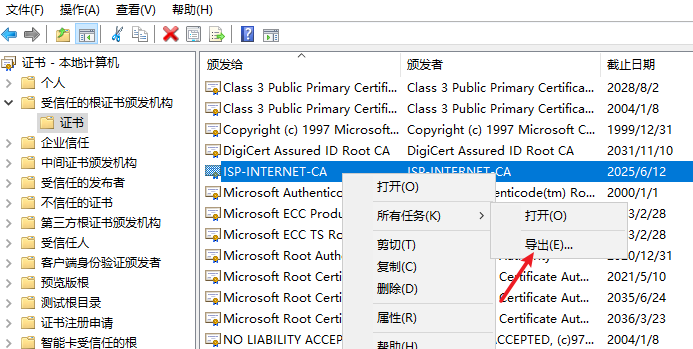 文件(F) 操作(A) 查看(V) 帮助(H)
证书 - 本地计算机
个人
受信任的根证书颁发机构
证书
企业信任
中间证书颁发机构
受信任的发布者
不信任的证书
第三方根证书颁发机构
受信任人
客户端身份验证颁发者
预览版根
测试根目录
证书注册申请
智能卡受信任的根
颁发给 颁发者 截止日期
Class 3 Public Primary Certific... Class 3 Public Primary Certifica... 2028/8/2
Class 3 Public Primary Certifi... Class 3 Public Primary Certificat... 2004/1/8
Copyright (c) 1997 Microsoft... Copyright (c) 1997 Microsoft C... 1999/12/31
DigiCert Assured ID Root CA DigiCert Assured ID Root CA 2031/11/10
ISP-INTERNET-CA ISP-INTERNET-CA 2025/6/12
Microsoft Authentic enticode(tm) Ro... 2000/1/1
Microsoft ECC Produ 3/2/28
Microsoft ECC TS Ro 3/2/28
Microsoft Root Auth 0/12/31
Microsoft Root Certi t Certificate Aut... 2021/5/10
Microsoft Root Certi t Certificate Aut... 2035/6/24
Microsoft Root Certi t Certificate Aut... 2036/3/23
NO LIABILITY ACCEP CCEPTED, (c)97... 2004/1/8
打开(O)
所有任务(K)
剪切(T)
复制(C)
删除(D)
属性(R)
帮助(H)
打开(O)
导出(E)...